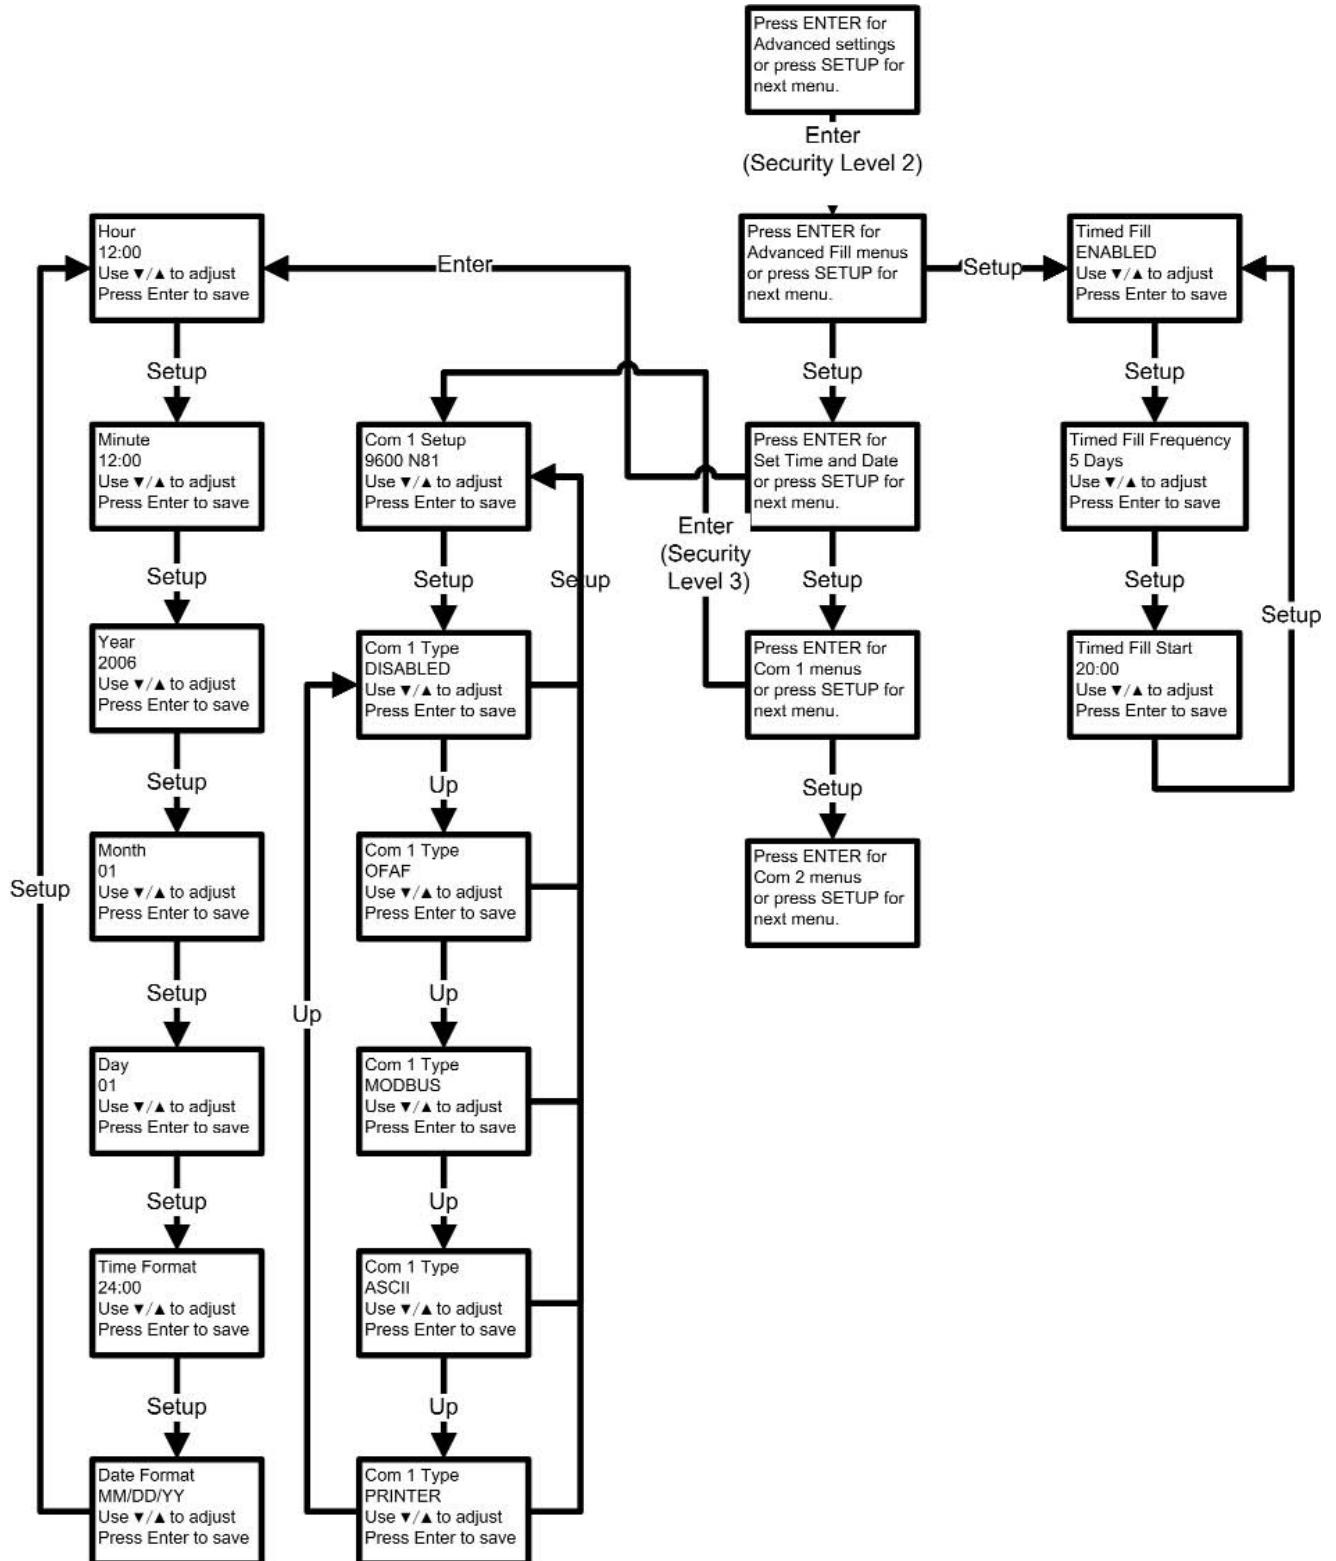 Press ENTER for
Advanced settings
or press SETUP for
next menu.
Enter
(Security Level 2)
Hour
12:00
Use ▼/▲ to adjust
Press Enter to save
Enter
Press ENTER for
Advanced Fill menus
or press SETUP for
next menu.
Setup
Timed Fill
ENABLED
Use ▼/▲ to adjust
Press Enter to save
Setup
Setup
Setup
Minute
12:00
Use ▼/▲ to adjust
Press Enter to save
Com 1 Setup
9600 N81
Use ▼/▲ to adjust
Press Enter to save
Press ENTER for
Set Time and Date
or press SETUP for
next menu.
Timed Fill Frequency
5 Days
Use ▼/▲ to adjust
Press Enter to save
Enter
(Security
Level 3)
Setup
Setup
Setup
Setup
Setup
Setup
Year
2006
Use ▼/▲ to adjust
Press Enter to save
Com 1 Type
DISABLED
Use ▼/▲ to adjust
Press Enter to save
Press ENTER for
Com 1 menus
or press SETUP for
next menu.
Timed Fill Start
20:00
Use ▼/▲ to adjust
Press Enter to save
Setup
Up
Setup
Month
01
Use ▼/▲ to adjust
Press Enter to save
Com 1 Type
OFAF
Use ▼/▲ to adjust
Press Enter to save
Press ENTER for
Com 2 menus
or press SETUP for
next menu.
Setup
Setup
Up
Up
Day
01
Use ▼/▲ to adjust
Press Enter to save
Com 1 Type
MODBUS
Use ▼/▲ to adjust
Press Enter to save
Setup
Up
Time Format
24:00
Use ▼/▲ to adjust
Press Enter to save
Com 1 Type
ASCII
Use ▼/▲ to adjust
Press Enter to save
Setup
Up
Date Format
MM/DD/YY
Use ▼/▲ to adjust
Press Enter to save
Com 1 Type
PRINTER
Use ▼/▲ to adjust
Press Enter to save